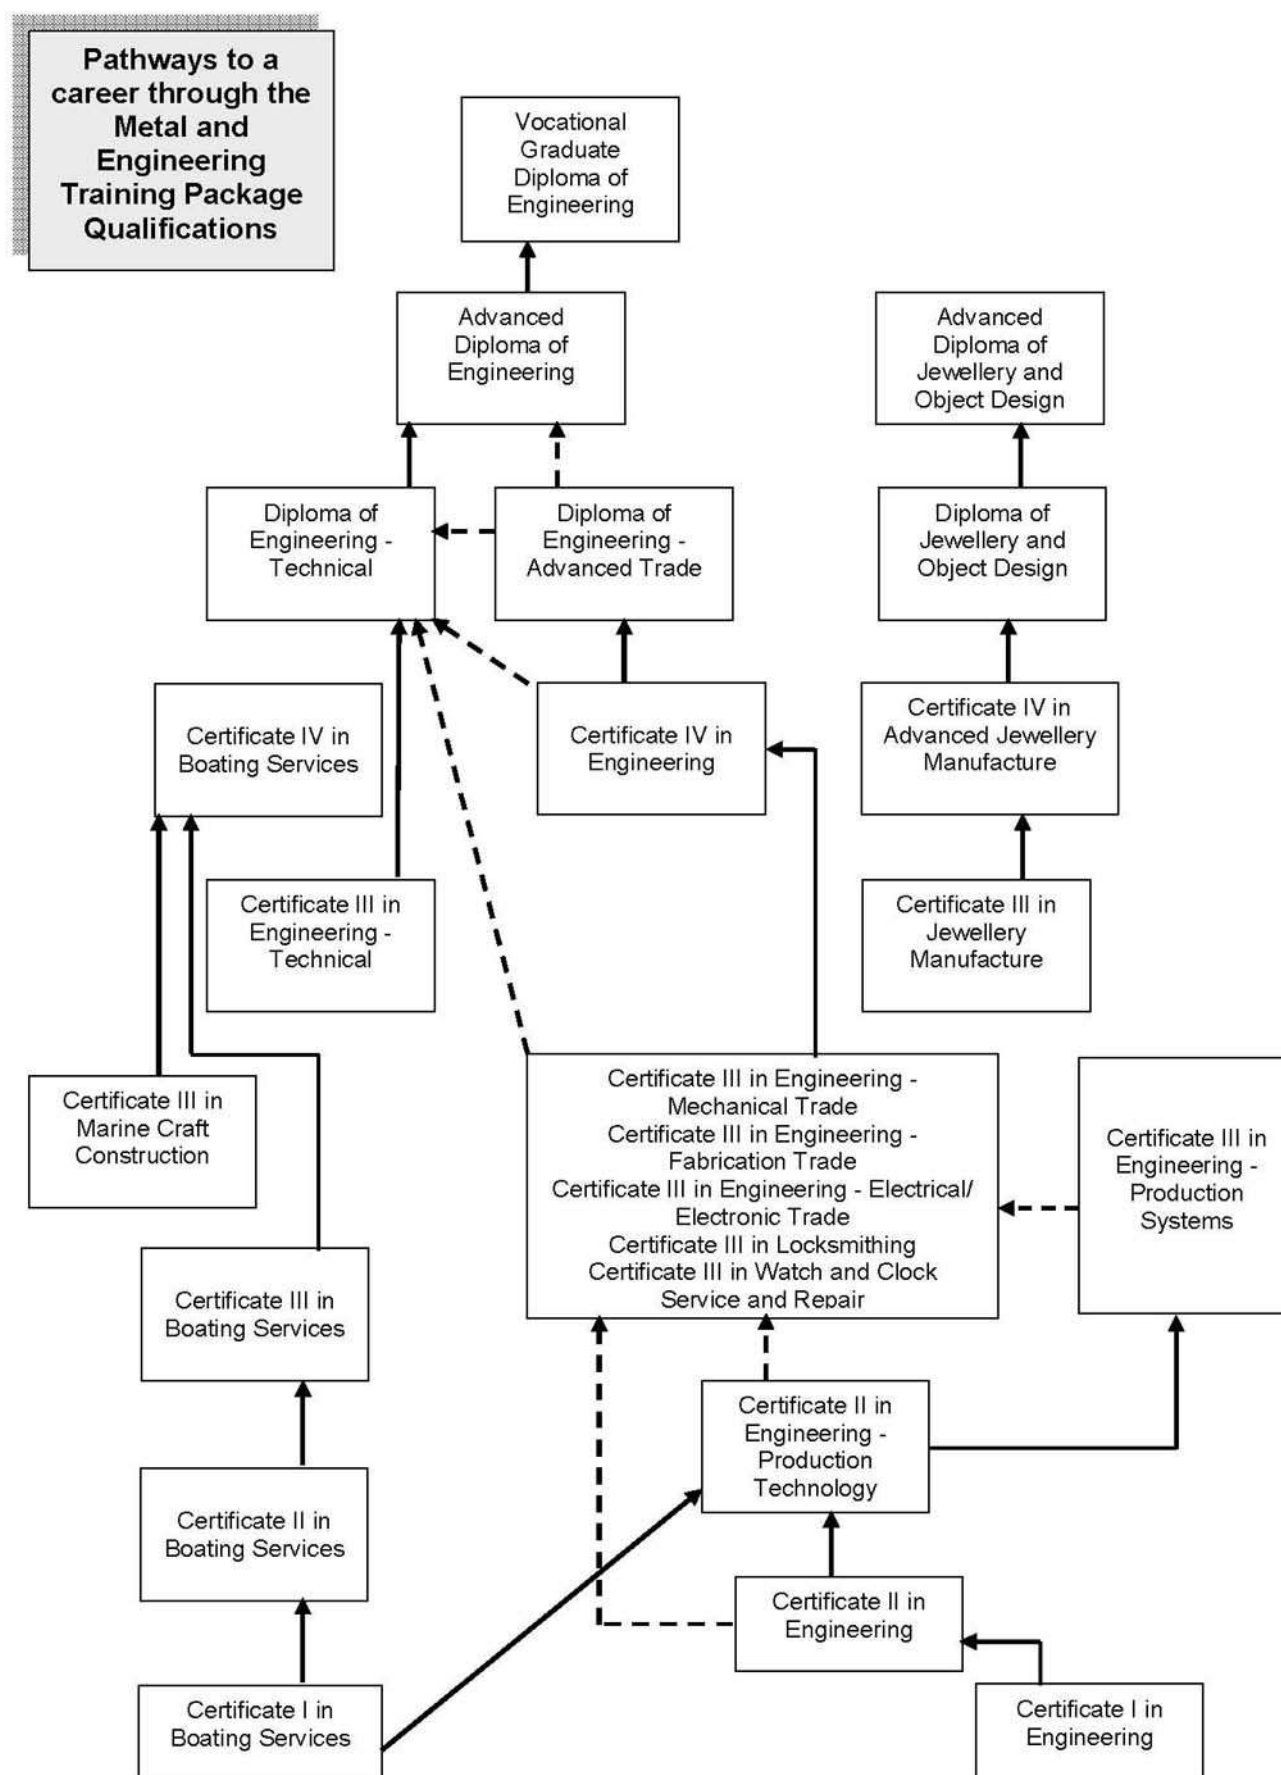 Pathways to a
career through the
Metal and
Engineering
Training Package
Qualifications
Vocational
Graduate
Diploma of
Engineering
Advanced
Diploma of
Engineering
Advanced
Diploma of
Jewellery and
Object Design
Diploma of
Engineering -
Technical
Diploma of
Engineering -
Advanced Trade
Diploma of
Jewellery and
Object Design
Certificate IV in
Boating Services
Certificate IV in
Engineering
Certificate IV in
Advanced Jewellery
Manufacture
Certificate III in
Engineering -
Technical
Certificate III in
Jewellery
Manufacture
Certificate III in
Marine Craft
Construction
Certificate III in Engineering -
Mechanical Trade
Certificate III in Engineering -
Fabrication Trade
Certificate III in Engineering - Electrical/
Electronic Trade
Certificate III in Locksmithing
Certificate III in Watch and Clock
Service and Repair
Certificate III in
Engineering -
Production
Systems
Certificate III in
Boating Services
Certificate II in
Engineering -
Production
Technology
Certificate II in
Boating Services
Certificate II in
Engineering
Certificate I in
Boating Services
Certificate I in
Engineering